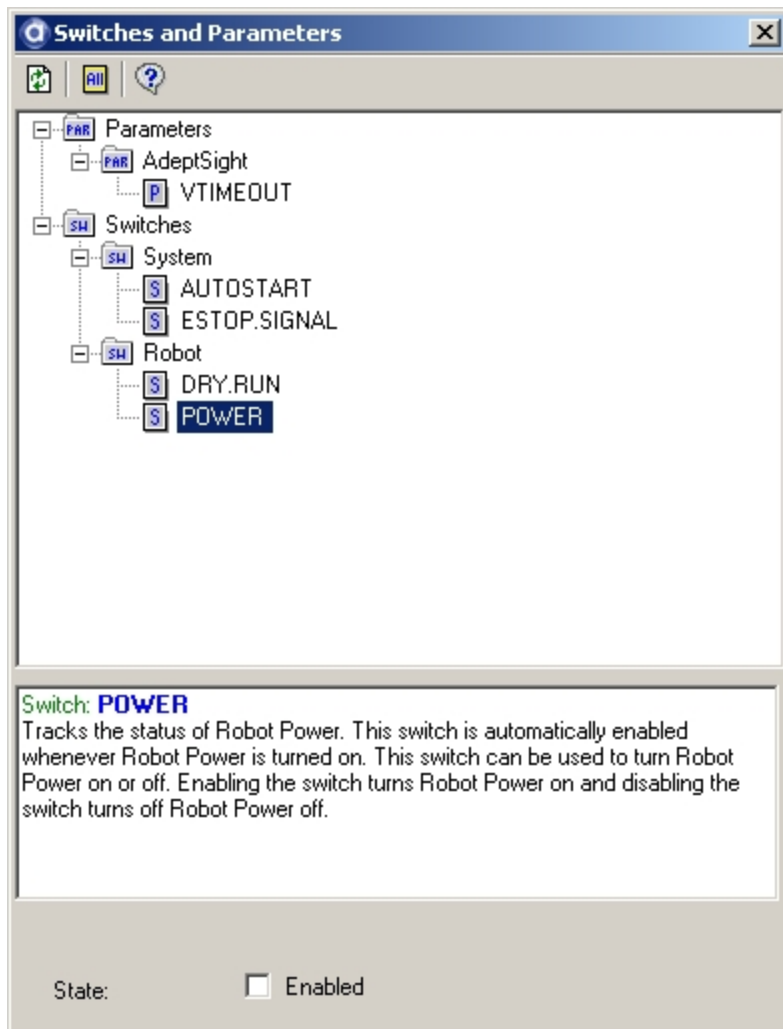 Switches and Parameters
All
PAR Parameters
PAR AdeptSight
P VTIMEOUT
SW Switches
SW System
S AUTOSTART
S ESTOP.SIGNAL
SW Robot
S DRY.RUN
S POWER
Switch: POWER
Tracks the status of Robot Power. This switch is automatically enabled
whenever Robot Power is turned on. This switch can be used to turn Robot
Power on or off. Enabling the switch turns Robot Power on and disabling the
switch turns off Robot Power off.
State: Enabled